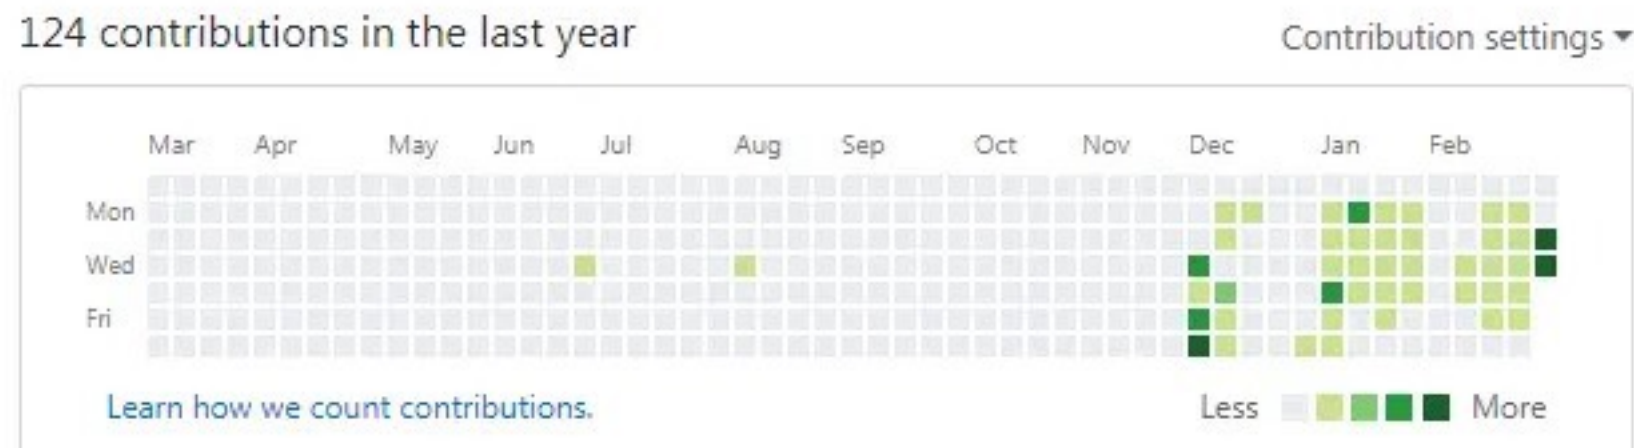 124 contributions in the last year
Contribution settings
Mar Apr May Jun Jul Aug Sep Oct Nov Dec Jan Feb
Mon
Wed
Fri
Learn how we count contributions.
Less More